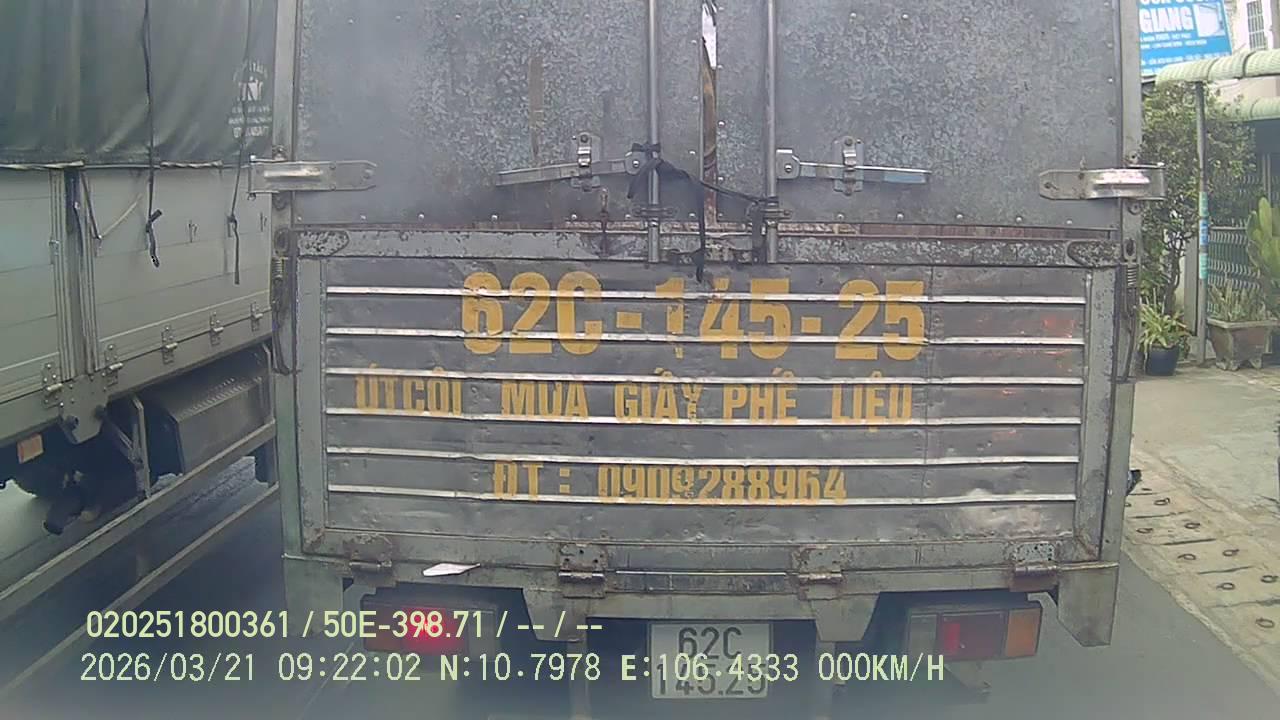 GIANG
62C-145-25
ÚT CÔI MUA GIẤY PHẾ LIỆU
ĐT: 0909288964
62C
145.25
020251800361 / 50E-398.71 / -- / --
2026/03/21 09:22:02 N:10.7978 E:106.4333 000KM/H